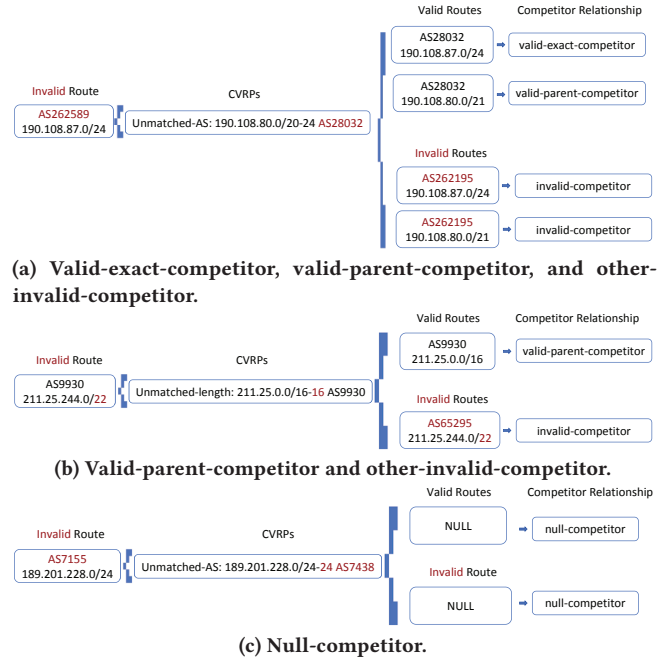 Valid Routes
Competitor Relationship
AS28032
190.108.87.0/24
valid-exact-competitor
Invalid Route
CVRPs
AS28032
190.108.80.0/21
valid-parent-competitor
AS262589
190.108.87.0/24
Unmatched-AS: 190.108.80.0/20-24 AS28032
Invalid Routes
AS262195
190.108.87.0/24
invalid-competitor
AS262195
190.108.80.0/21
invalid-competitor
(a) Valid-exact-competitor, valid-parent-competitor, and other-
invalid-competitor.
Valid Routes
Competitor Relationship
AS9930
211.25.0.0/16
valid-parent-competitor
Invalid Route
CVRPs
AS9930
211.25.244.0/22
Unmatched-length: 211.25.0.0/16-16 AS9930
Invalid Routes
AS65295
211.25.244.0/22
invalid-competitor
(b) Valid-parent-competitor and other-invalid-competitor.
Valid Routes
Competitor Relationship
NULL
null-competitor
Invalid Route
CVRPs
AS7155
189.201.228.0/24
Unmatched-AS: 189.201.228.0/24-24 AS7438
Invalid Route
NULL
null-competitor
(c) Null-competitor.